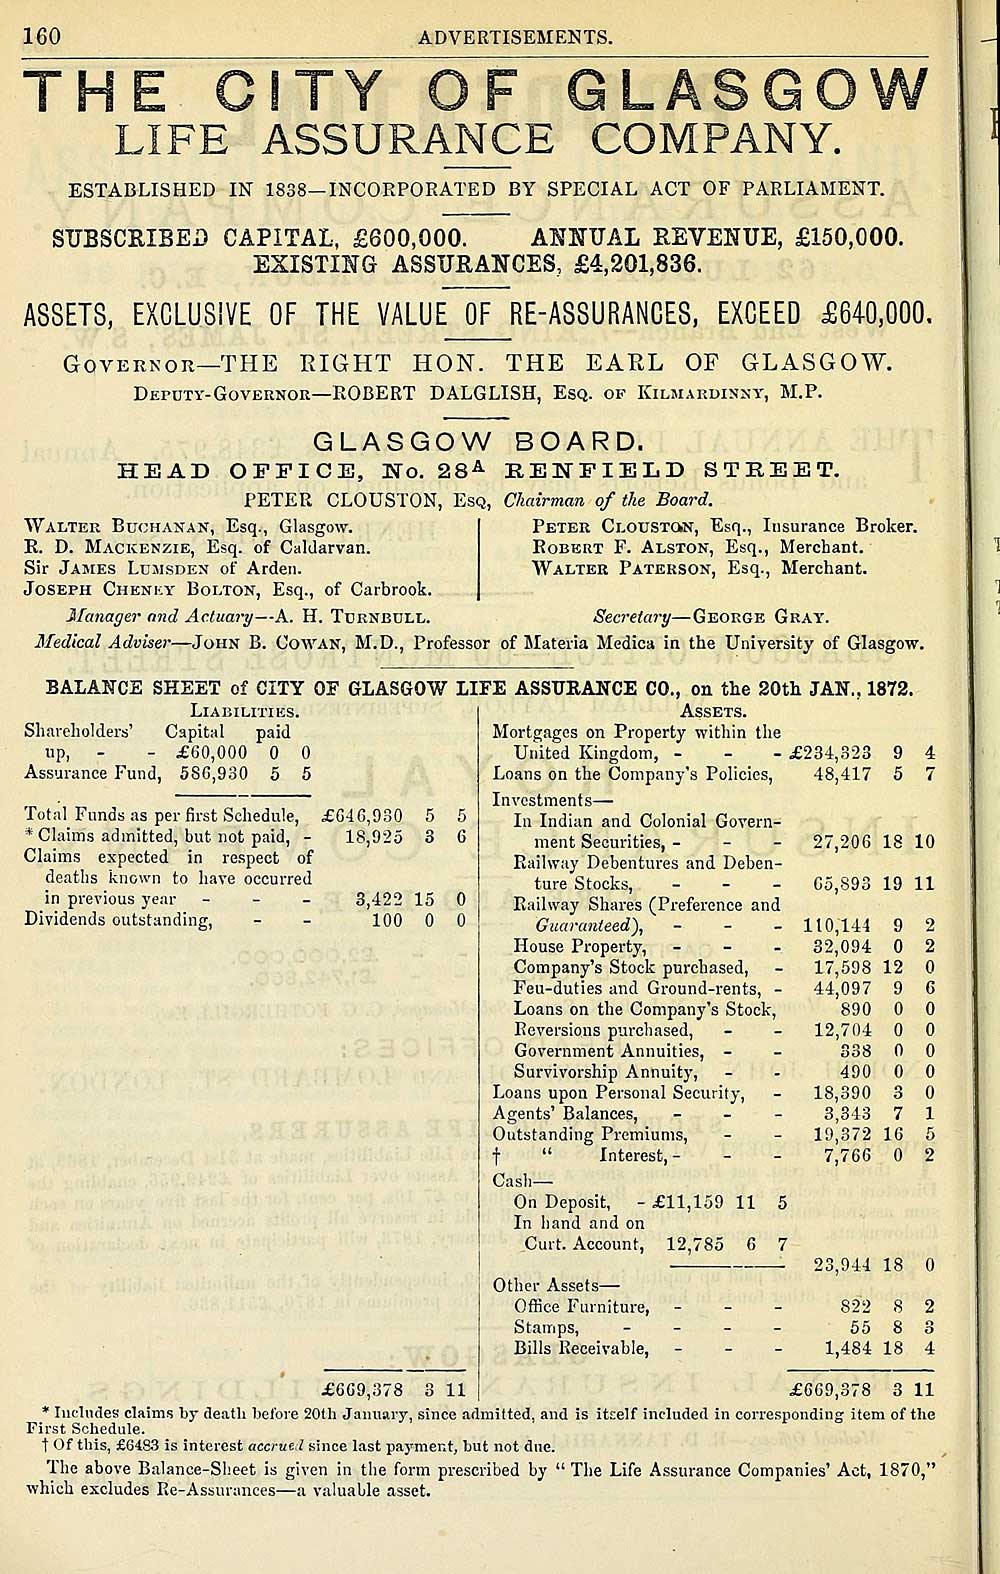 160
ADVERTISEMENTS.
THE CITY OF GLASGOW
LIFE ASSURANCE COMPANY.
ESTABLISHED IN 1838—INCORPORATED BY SPECIAL ACT OF PARLIAMENT.
SUBSCRIBED CAPITAL, £600,000. ANNUAL REVENUE, £150,000.
EXISTING ASSURANCES, £4,201,836.
ASSETS, EXCLUSIVE OF THE VALUE OF RE-ASSURANCES, EXCEED £640,000.
GOVERNOR—THE RIGHT HON. THE EARL OF GLASGOW.
DEPUTY-GOVERNOR—ROBERT DALGLISH, ESQ. OF KILMARDINNY, M.P.
GLASGOW BOARD.
HEAD OFFICE, No. 28A RENFIELD STREET.
PETER CLOUSTON, ESQ, Chairman of the Board.
WALTER BUCHANAN, Esq., Glasgow.
R. D. MACKENZIE, Esq. of Caldarvan.
Sir JAMES LUMSDEN of Arden.
JOSEPH CHENEY BOLTON, Esq., of Carbrook.
PETER CLOUSTON, Esq., Insurance Broker.
ROBERT F. ALSTON, Esq., Merchant.
WALTER PATERSON, Esq., Merchant.
Manager and Actuary—A. H. TURNBULL. Secretary—GEORGE GRAY.
Medical Adviser—JOHN B. COWAN, M.D., Professor of Materia Medica in the University of Glasgow.
BALANCE SHEET of CITY OF GLASGOW LIFE ASSURANCE CO., on the 20th JAN., 1872.
LIABILITIES.
Shareholders' Capital paid
up, - - £60,000 0 0
Assurance Fund, 586,930 5 5
Total Funds as per first Schedule, £646,930 5 5
* Claims admitted, but not paid, - 18,925 3 6
Claims expected in respect of
deaths known to have occurred
in previous year - - - 3,422 15 0
Dividends outstanding, - - 100 0 0
£669,378 3 11
ASSETS.
Mortgages on Property within the
United Kingdom, - - - £234,323 9 4
Loans on the Company's Policies, 48,417 5 7
Investments—
In Indian and Colonial Govern-
ment Securities, - - - 27,206 18 10
Railway Debentures and Deben-
ture Stocks, - - - 65,893 19 11
Railway Shares (Preference and
Guaranteed), - - - 110,144 9 2
House Property, - - - 32,094 0 2
Company's Stock purchased, - 17,598 12 0
Feu-duties and Ground-rents, - 44,097 9 6
Loans on the Company's Stock, 890 0 0
Reversions purchased, - - 12,704 0 0
Government Annuities, - - 338 0 0
Survivorship Annuity, - - 490 0 0
Loans upon Personal Security, - 18,390 3 0
Agents' Balances, - - - 3,343 7 1
Outstanding Premiums, - - 19,372 16 5
† " Interest, - - - 7,766 0 2
Cash—
On Deposit, - £11,159 11 5
In hand and on
Curt. Account, 12,785 6 7
23,944 18 0
Other Assets—
Office Furniture, - - - 822 8 2
Stamps, - - - - 55 8 3
Bills Receivable, - - - 1,484 18 4
£669,378 3 11
* Includes claims by death before 20th January, since admitted, and is itself included in corresponding item of the
First Schedule.
† Of this, £6483 is interest accrued since last payment, but not due.
The above Balance-Sheet is given in the form prescribed by "The Life Assurance Companies' Act, 1870,"
which excludes Re-Assurances—a valuable asset.